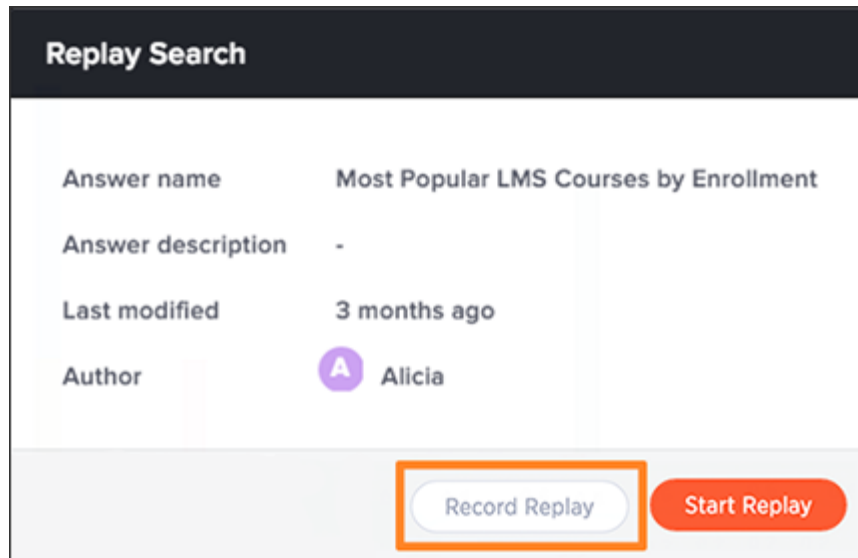 Replay Search
Answer name Most Popular LMS Courses by Enrollment
Answer description -
Last modified 3 months ago
Author A Alicia
Record Replay Start Replay